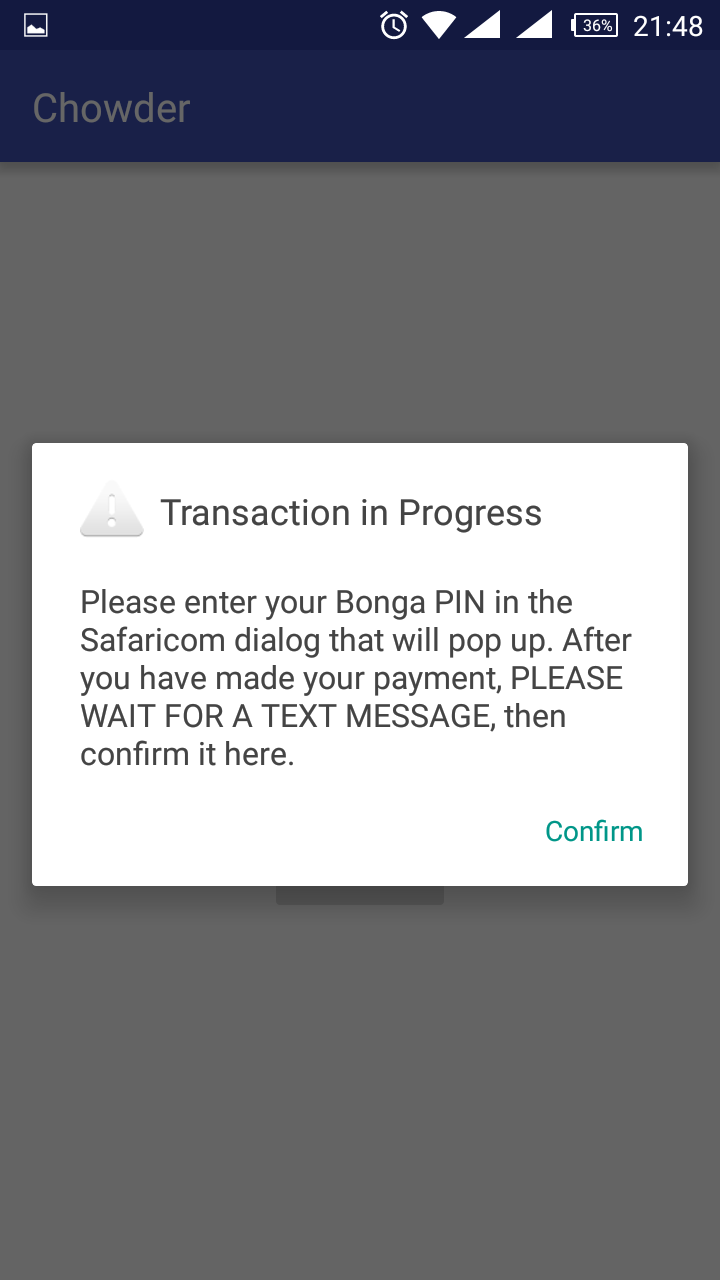 36% 21:48
Chowder
Transaction in Progress
Please enter your Bonga PIN in the
Safaricom dialog that will pop up. After
you have made your payment, PLEASE
WAIT FOR A TEXT MESSAGE, then
confirm it here.
Confirm